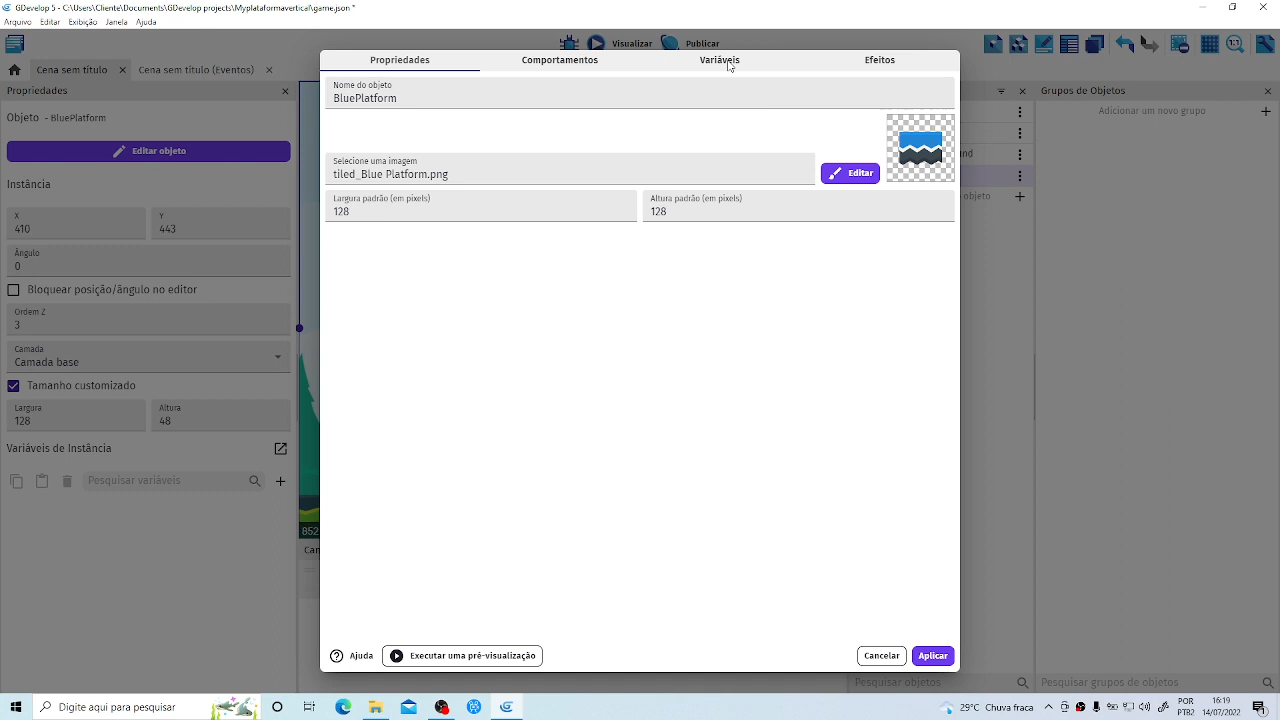 GDevelop 5 - C:\Users\Cliente\Documents\GDevelop projects\Myplataformavertical\game.json *
Arquivo Editar Exibição Janela Ajuda
Visualizar Publicar
Cena sem título Cena sem título (Eventos)
Propriedades Comportamentos Variáveis Efeitos
Propriedades
Grupos de Objetos
Objeto - BluePlatform
Nome do objeto
BluePlatform
Adicionar um novo grupo
Editar objeto
Selecione uma imagem
tiled_Blue Platform.png
Editar
Instância
Largura padrão (em pixels)
128
Altura padrão (em pixels)
128
objeto
X
410
Y
443
Ângulo
0
Bloquear posição/ângulo no editor
Ordem Z
3
Camada
Camada base
Tamanho customizado
Largura
128
Altura
48
Variáveis de Instância
Pesquisar variáveis
852
Can
Ajuda Executar uma pré-visualização Cancelar Aplicar
Pesquisar objetos
Pesquisar grupos de objetos
Digite aqui para pesquisar
29°C Chuva fraca
POR
PTB2
16:19
14/07/2022